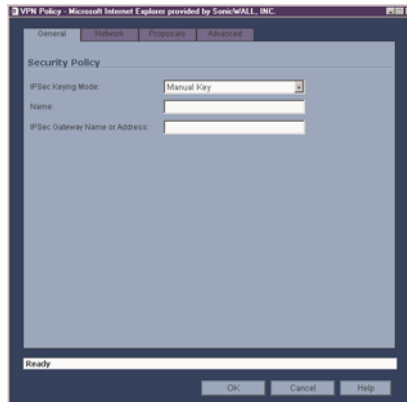 VPN Policy - Microsoft Internet Explorer provided by SonicWALL, INC.
General Network Proposals Advanced
Security Policy
IPSec Keying Mode: Manual Key
Name:
IPSec Gateway Name or Address:
Ready
OK Cancel Help